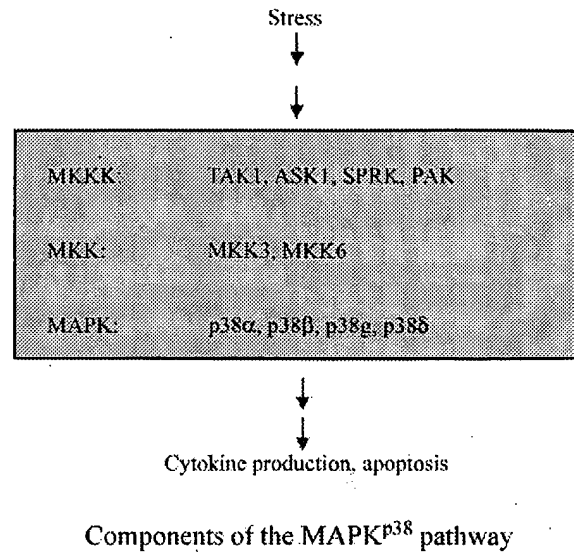 Stress
MKKK: TAK1, ASK1, SPRK, PAK
MKK: MKK3, MKK6
MAPK: p38α, p38β, p38g, p38δ
Cytokine production, apoptosis
Components of the MAPKp38 pathway